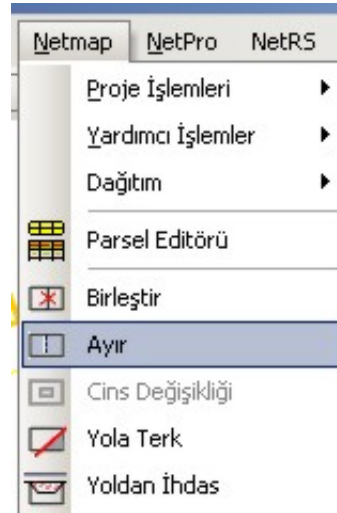 Netmap NetPro NetRS
Proje İşlemleri
Yardımcı İşlemler
Dağıtım
Parsel Editörü
Birleştir
Ayır
Cins Değişikliği
Yola Terk
Yoldan İhdas